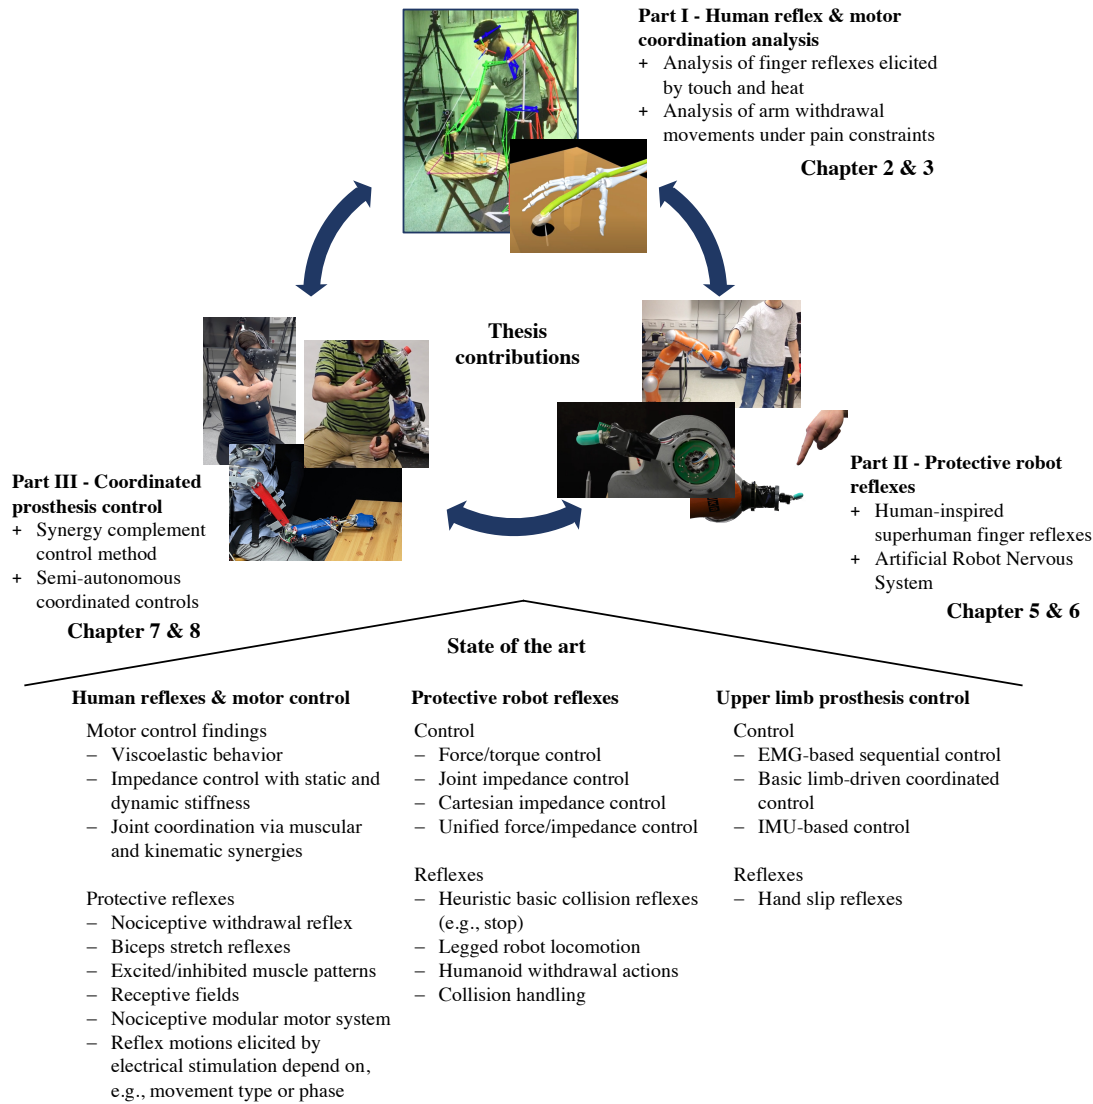 Part I - Human reflex & motor
coordination analysis
+ Analysis of finger reflexes elicited
by touch and heat
+ Analysis of arm withdrawal
movements under pain constraints
Chapter 2 & 3
Thesis
contributions
Part III - Coordinated
prosthesis control
+ Synergy complement
control method
+ Semi-autonomous
coordinated controls
Chapter 7 & 8
Part II - Protective robot
reflexes
+ Human-inspired
superhuman finger reflexes
+ Artificial Robot Nervous
System
Chapter 5 & 6
State of the art
Human reflexes & motor control
Motor control findings
– Viscoelastic behavior
– Impedance control with static and
dynamic stiffness
– Joint coordination via muscular
and kinematic synergies
Protective reflexes
– Nociceptive withdrawal reflex
– Biceps stretch reflexes
– Excited/inhibited muscle patterns
– Receptive fields
– Nociceptive modular motor system
– Reflex motions elicited by
electrical stimulation depend on,
e.g., movement type or phase
Protective robot reflexes
Control
– Force/torque control
– Joint impedance control
– Cartesian impedance control
– Unified force/impedance control
Reflexes
– Heuristic basic collision reflexes
(e.g., stop)
– Legged robot locomotion
– Humanoid withdrawal actions
– Collision handling
Upper limb prosthesis control
Control
– EMG-based sequential control
– Basic limb-driven coordinated
control
– IMU-based control
Reflexes
– Hand slip reflexes